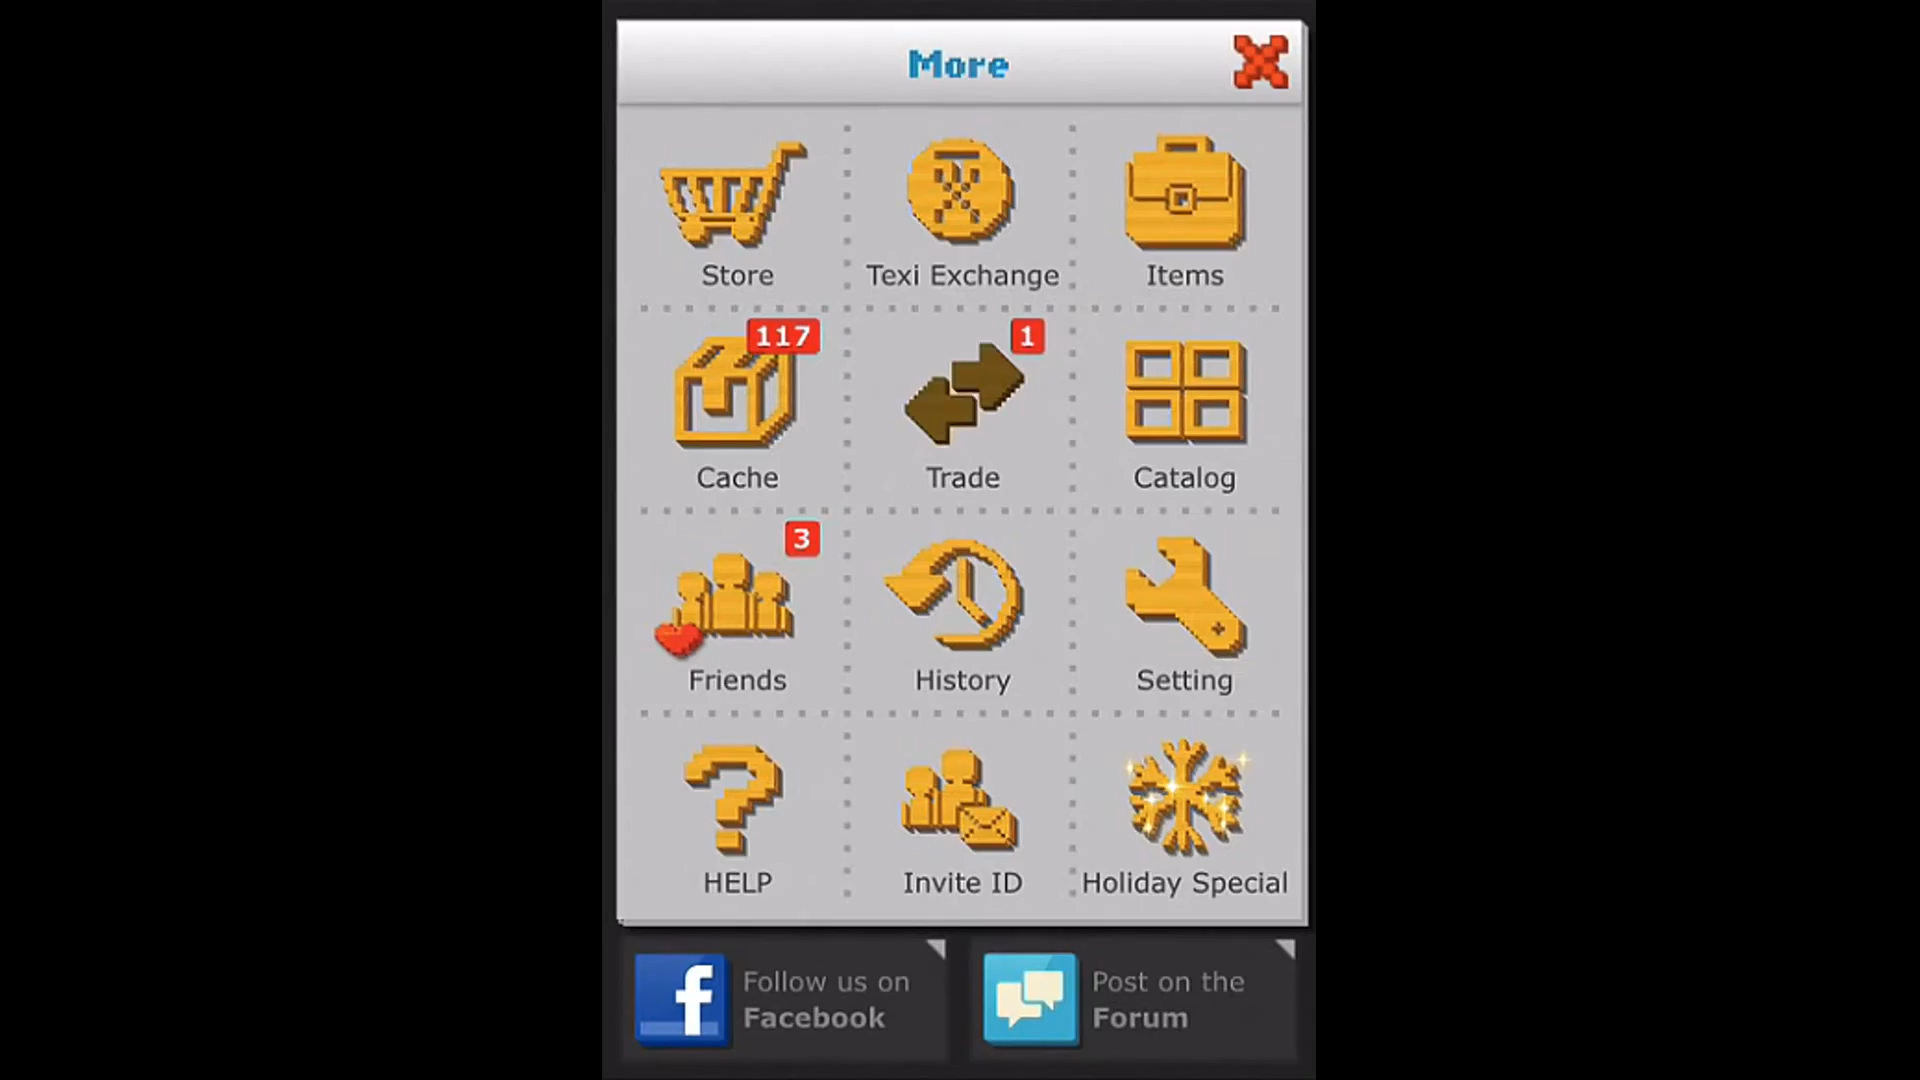 More
Store
Texi Exchange
Items
117
Cache
1
Trade
Catalog
3
Friends
History
Setting
HELP
Invite ID
Holiday Special
Follow us on
Facebook
Post on the
Forum